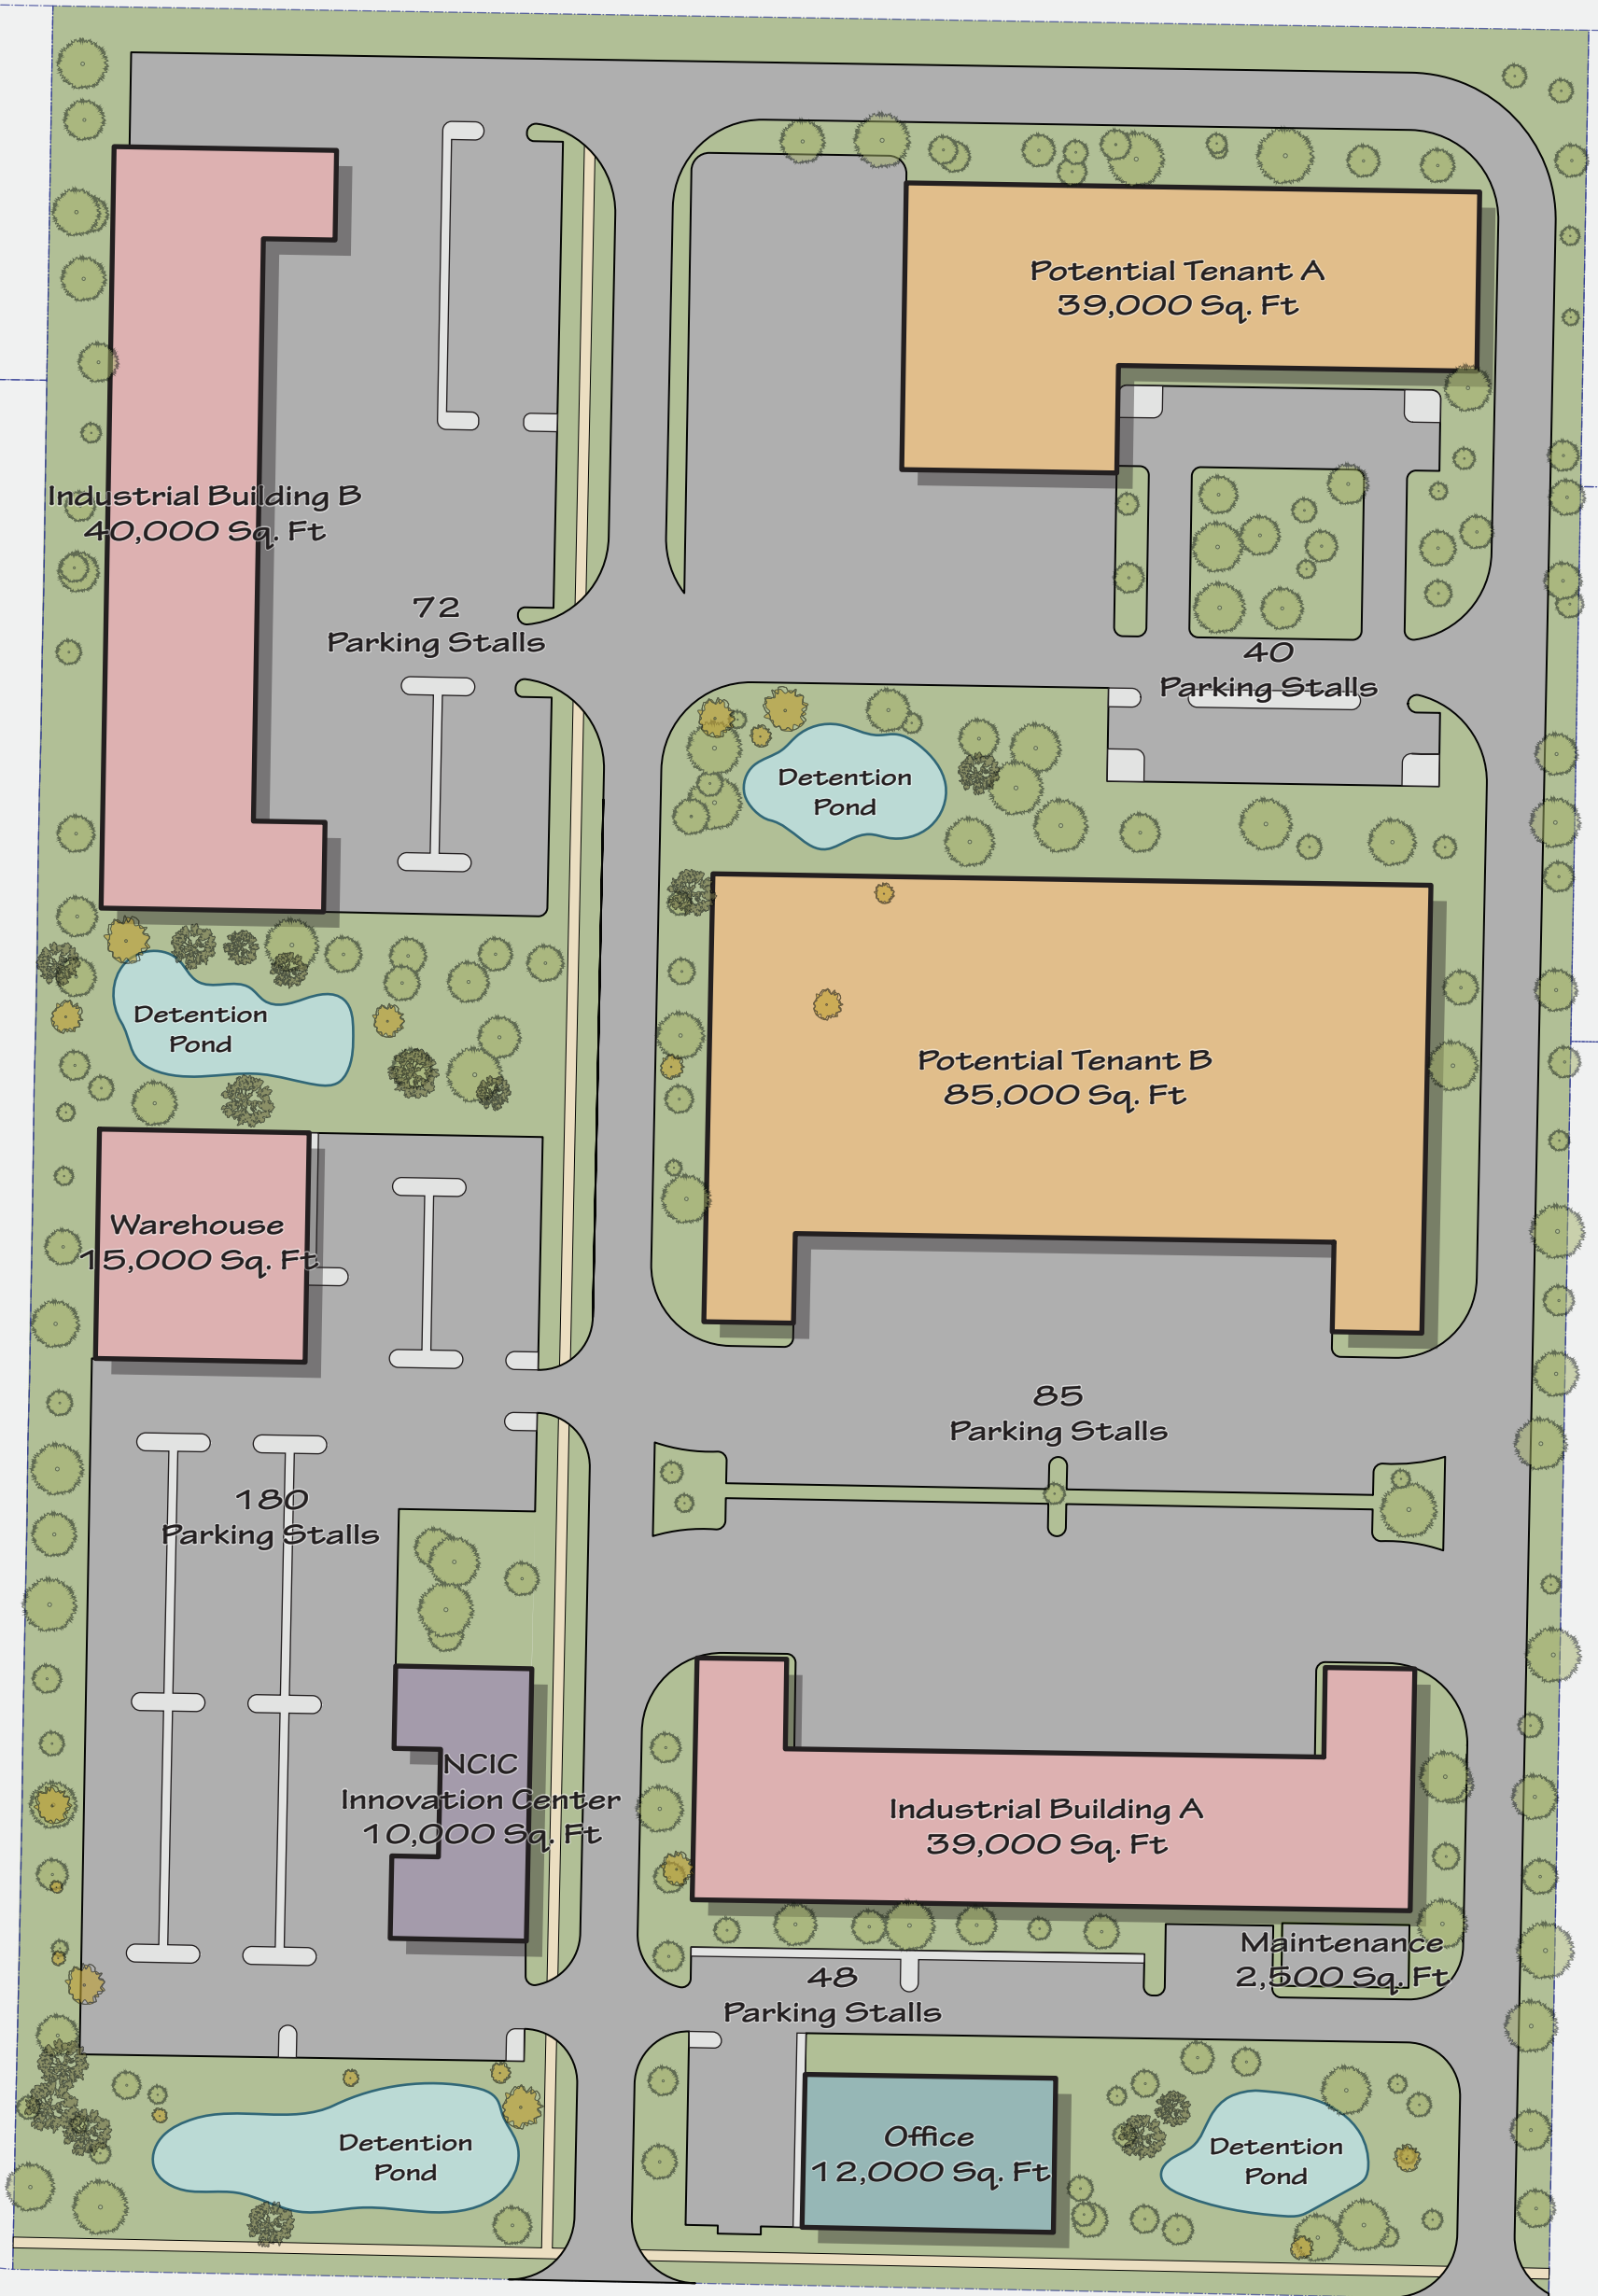 Potential Tenant A
39,000 Sq. Ft
Industrial Building B
40,000 Sq. Ft
72
Parking Stalls
40
Parking Stalls
Detention
Pond
Detention
Pond
Potential Tenant B
85,000 Sq. Ft
Warehouse
15,000 Sq. Ft
85
Parking Stalls
180
Parking Stalls
NCIC
Innovation Center
10,000 Sq. Ft
Industrial Building A
39,000 Sq. Ft
Maintenance
2,500 Sq. Ft
48
Parking Stalls
Office
12,000 Sq. Ft
Detention
Pond
Detention
Pond